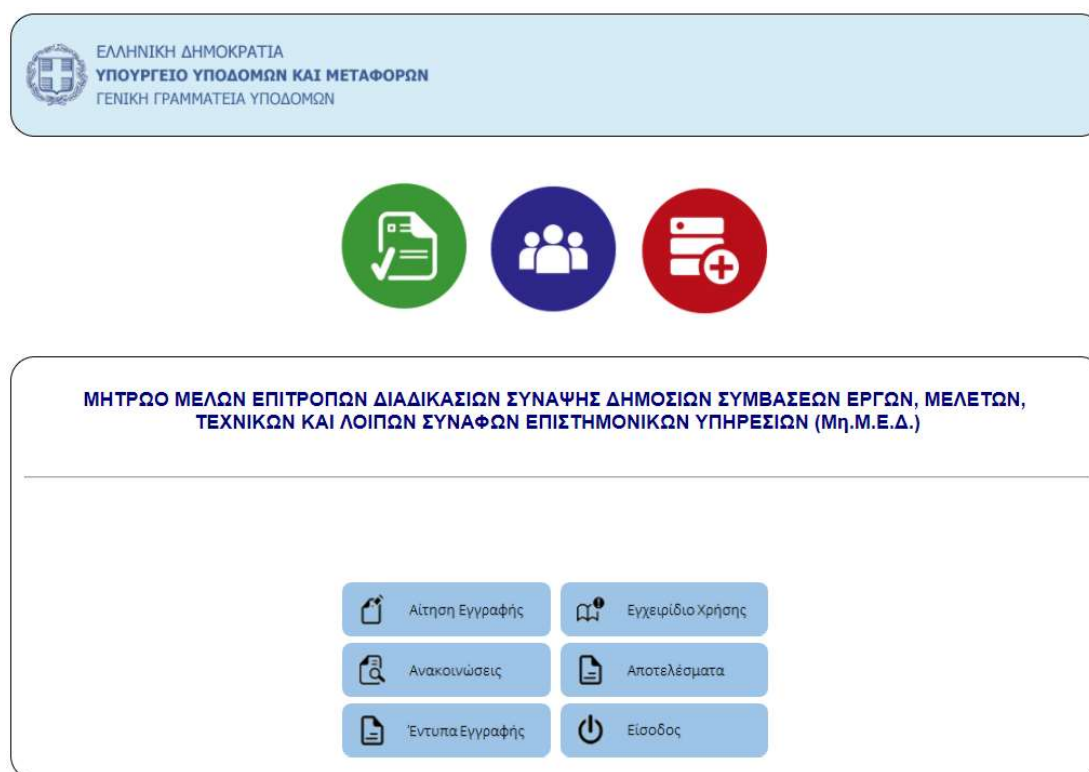 ΕΛΛΗΝΙΚΗ ΔΗΜΟΚΡΑΤΙΑ
ΥΠΟΥΡΓΕΙΟ ΥΠΟΔΟΜΩΝ ΚΑΙ ΜΕΤΑΦΟΡΩΝ
ΓΕΝΙΚΗ ΓΡΑΜΜΑΤΕΙΑ ΥΠΟΔΟΜΩΝ
ΜΗΤΡΩΟ ΜΕΛΩΝ ΕΠΙΤΡΟΠΩΝ ΔΙΑΔΙΚΑΣΙΩΝ ΣΥΝΑΨΗΣ ΔΗΜΟΣΙΩΝ ΣΥΜΒΑΣΕΩΝ ΕΡΓΩΝ, ΜΕΛΕΤΩΝ,
ΤΕΧΝΙΚΩΝ ΚΑΙ ΛΟΙΠΩΝ ΣΥΝΑΦΩΝ ΕΠΙΣΤΗΜΟΝΙΚΩΝ ΥΠΗΡΕΣΙΩΝ (Μη.Μ.Ε.Δ.)
Αίτηση Εγγραφής
Εγχειρίδιο Χρήσης
Ανακοινώσεις
Αποτελέσματα
Έντυπα Εγγραφής
Είσοδος